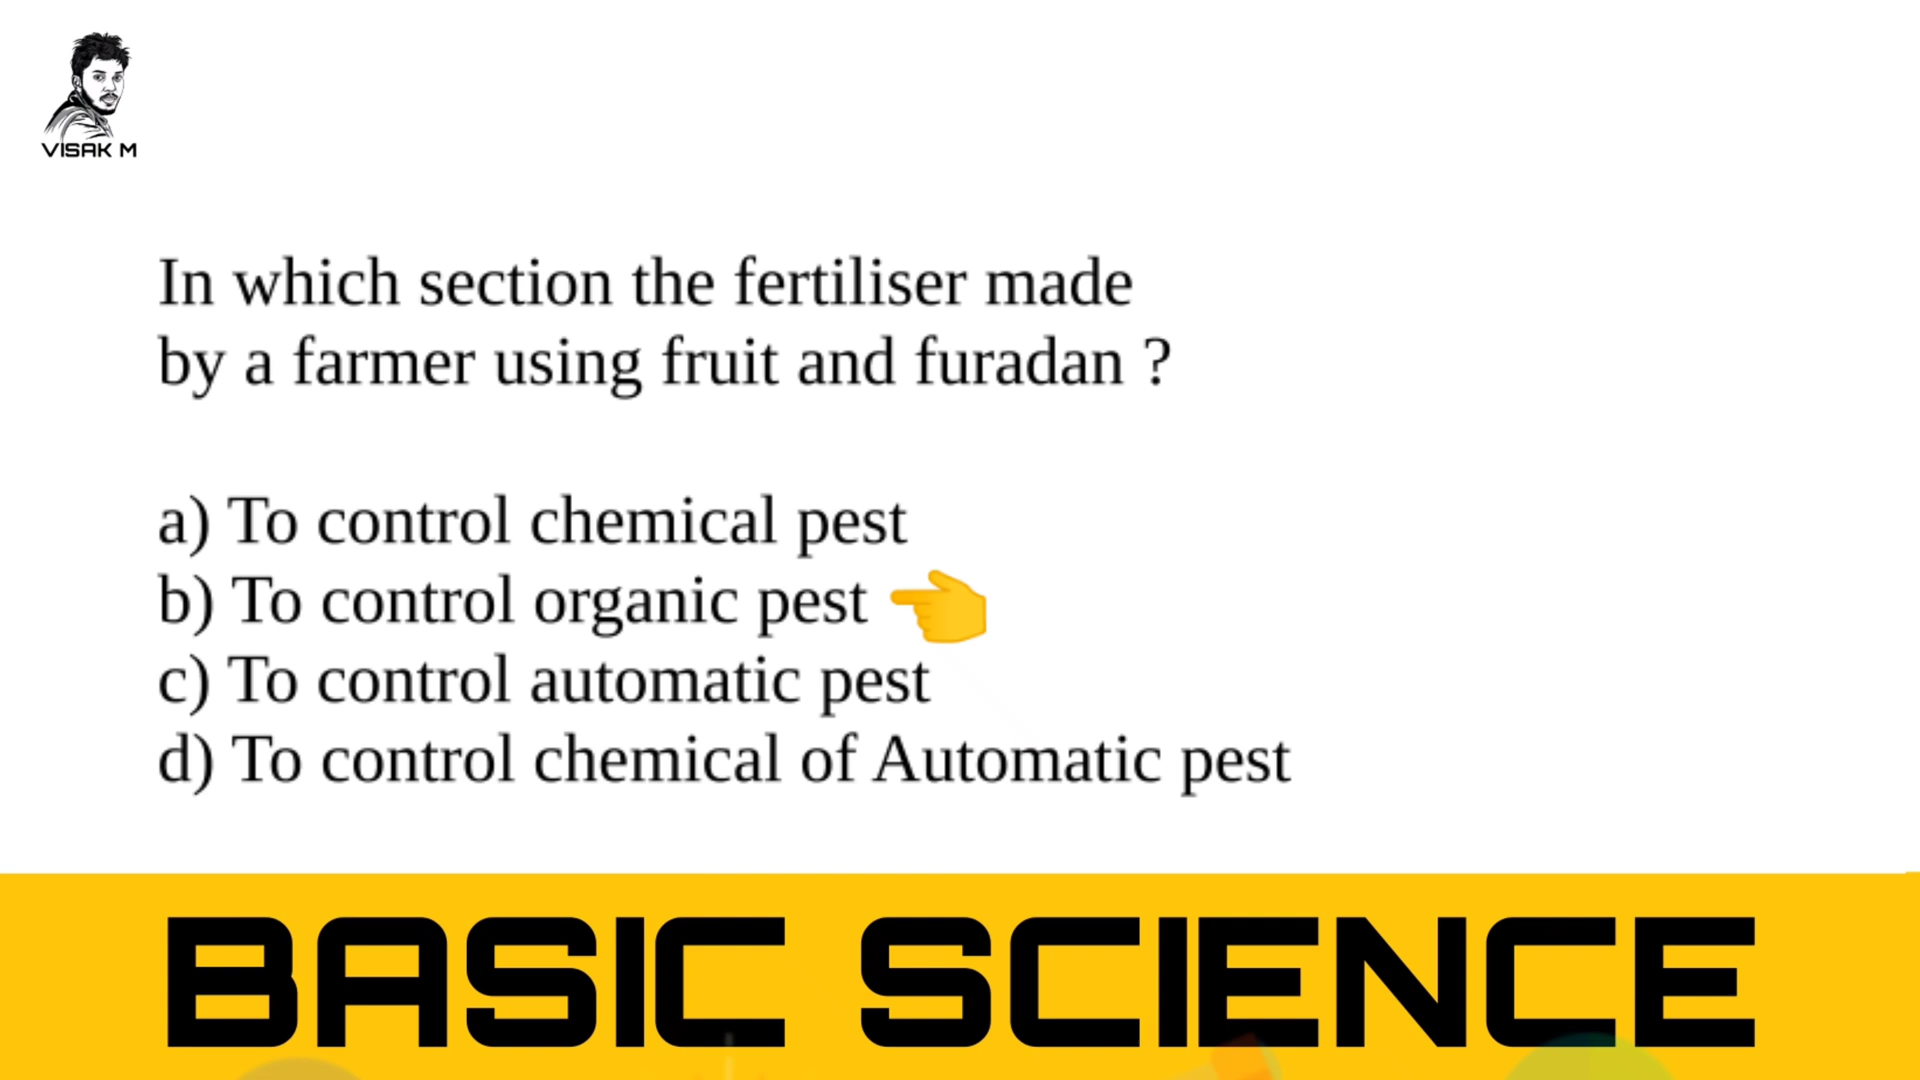 VISAK M
In which section the fertiliser made
by a farmer using fruit and furadan ?
a) To control chemical pest
b) To control organic pest
c) To control automatic pest
d) To control chemical of Automatic pest
BASIC SCIENCE